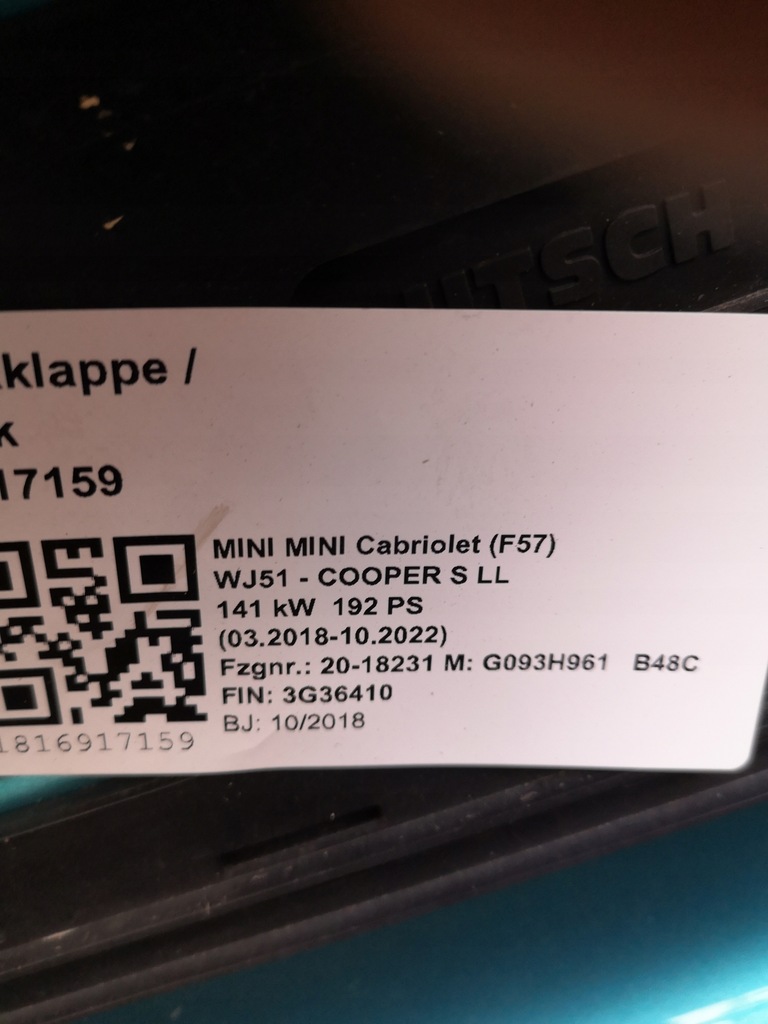 UTSCH
klappe /
k
17159
MINI MINI Cabriolet (F57)
WJ51 - COOPER S LL
141 kW 192 PS
(03.2018-10.2022)
Fzgnr.: 20-18231 M: G093H961 B48C
FIN: 3G36410
BJ: 10/2018
1816917159